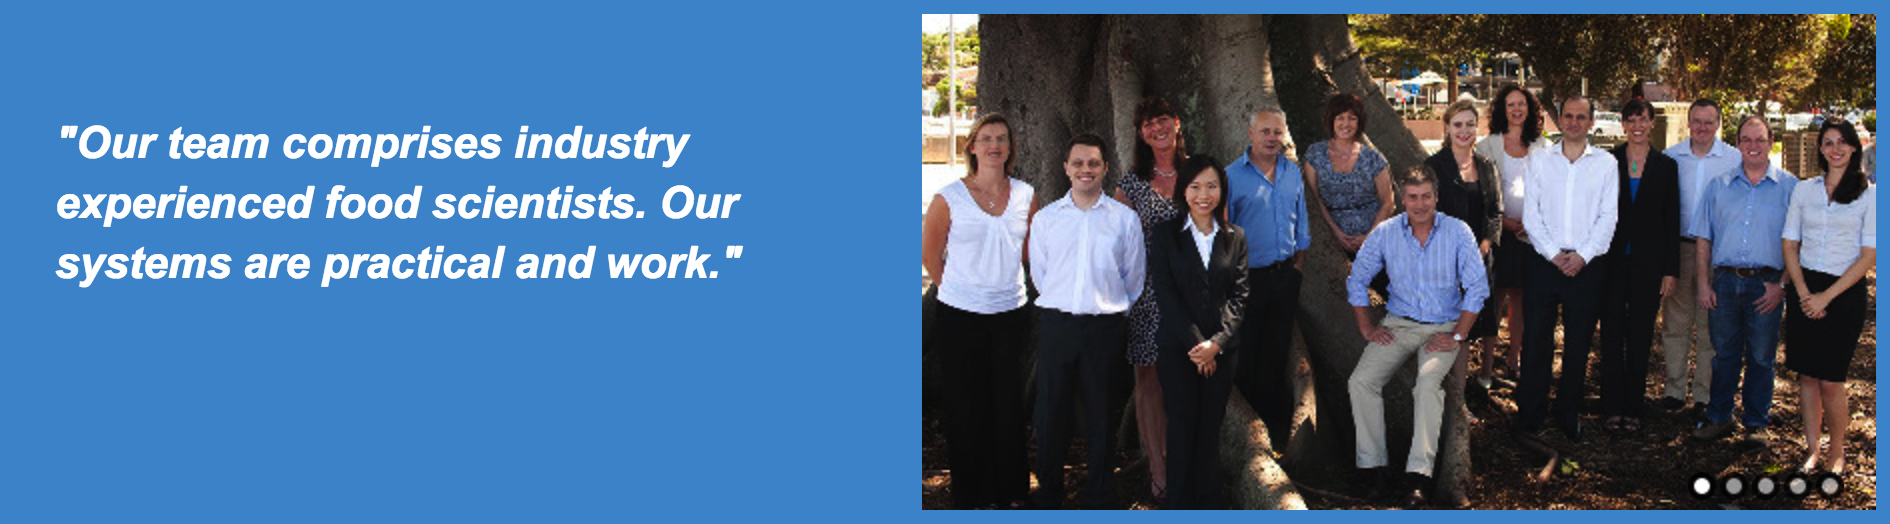 "Our team comprises industry
experienced food scientists. Our
systems are practical and work."